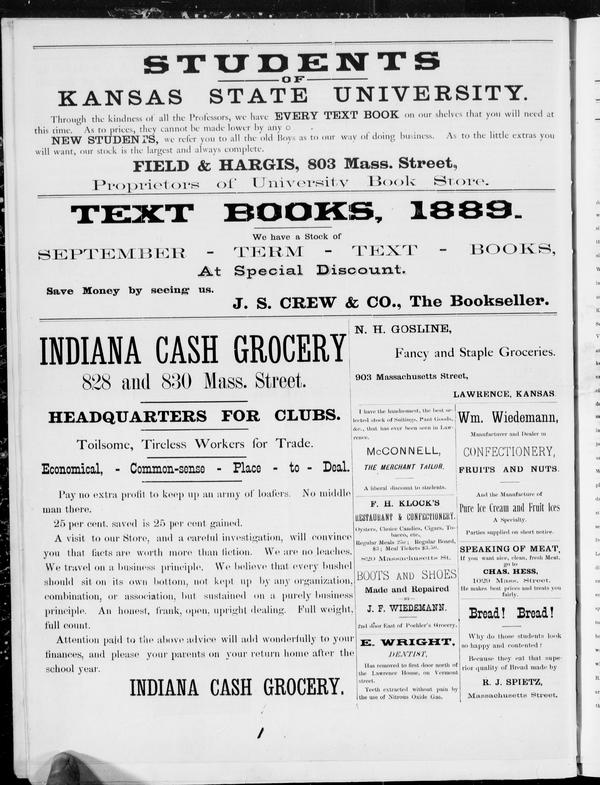 STUDENTS
OF
KANSAS STATE UNIVERSITY.
Through the kindness of all the Professors, we have EVERY TEXT BOOK on our shelves that you will need at
this time. As to prices, they cannot be made lower by any o
NEW STUDENTS, we refer you to all the old Boys as to our way of doing business. As to the little extras you
will want, our stock is the largest and always complete.
FIELD & HARGIS, 803 Mass. Street,
Proprietors of University Book Store.
TEXT BOOKS, 1889.
We have a Stock of
SEPTEMBER - TERM - TEXT - BOOKS,
At Special Discount.
Save Money by seeing us.
J. S. CREW & CO., The Bookseller.
INDIANA CASH GROCERY
828 and 830 Mass. Street.
HEADQUARTERS FOR CLUBS.
Toilsome, Tireless Workers for Trade.
Economical, - Common-sense - Place - to - Deal.
Pay no extra profit to keep up an army of loafers. No middle
man there.
25 per cent. saved is 25 per cent gained.
A visit to our Store, and a careful investigation, will convince
you that facts are worth more than fiction. We are no leaches.
We travel on a business principle. We believe that every bushel
should sit on its own bottom, not kept up by any organization,
combination, or association, but sustained on a purely business
principle. An honest, frank, open, upright dealing. Full weight,
full count.
Attention paid to the above advice will add wonderfully to your
finances, and please your parents on your return home after the
school year.
INDIANA CASH GROCERY.
N. H. GOSLINE,
Fancy and Staple Groceries.
903 Massachusetts Street,
LAWRENCE, KANSAS.
I have the handsomest, the best se-
lected stock of Suitings, Pant Goods,
&c., that has ever been seen in Law-
rence.
McCONNELL,
THE MERCHANT TAILOR.
A liberal discount to students.
F. H. KLOCK'S
RESTAURANT & CONFECTIONERY.
Oysters, Choice Candies, Cigars, To-
bacco, etc.
Regular Meals 25c; Regular Board,
$3; Meal Tickets $3.50.
820 Massachusetts St.
BOOTS AND SHOES
Made and Repaired
J. F. WIEDEMANN.
2nd door East of Poehler's Grocery.
E. WRIGHT,
DENTIST,
Has removed to first door north of
the Lawrence House, on Vermont
street.
Teeth extracted without pain by
the use of Nitrous Oxide Gas.
Wm. Wiedemann,
Manufacturer and Dealer in
CONFECTIONERY,
FRUITS AND NUTS.
And the Manufacture of
Pure Ice Cream and Fruit Ices
A Specialty.
Parties supplied on short notice.
SPEAKING OF MEAT,
If you want nice, clean, fresh Meat,
go to
CHAS. HESS,
1029 Mass. Street.
He makes best prices and treats you
fairly.
Bread! Bread!
Why do those students look
so happy and contented?
Because they eat that supe-
rior quality of Bread made by
R. J. SPIETZ,
Massachusetts Street.